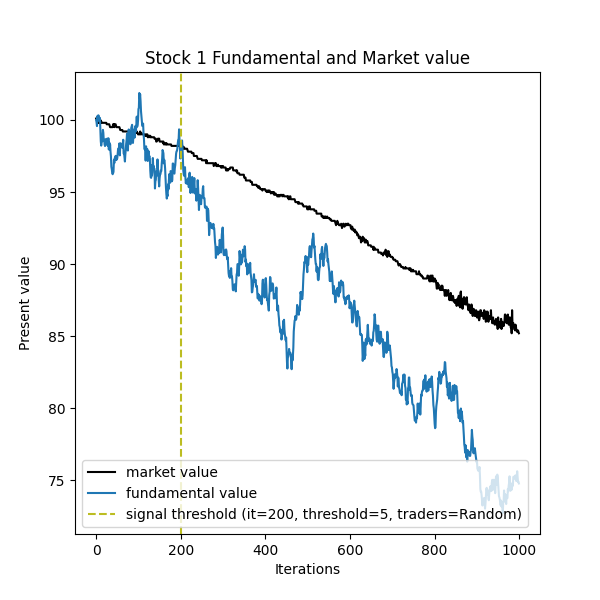 Stock 1 Fundamental and Market value
100
95
90
85
80
75
Present value
market value
fundamental value
signal threshold (it=200, threshold=5, traders=Random)
0 200 400 600 800 1000
Iterations